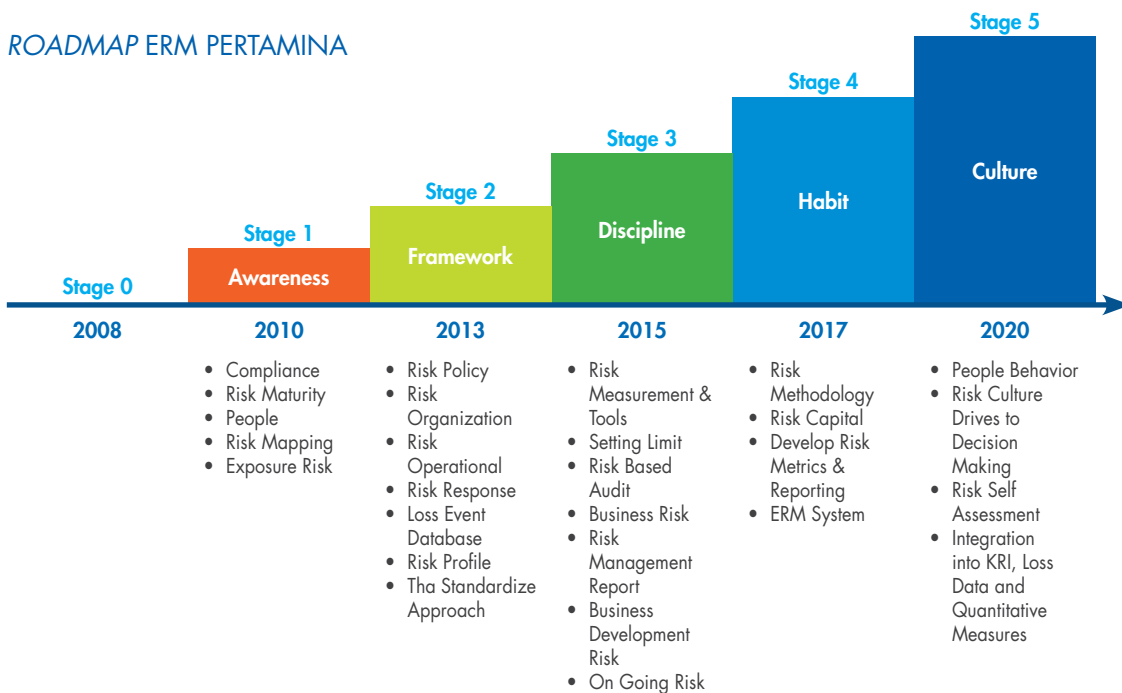 ROADMAP ERM PERTAMINA
Stage 0
Stage 1
Stage 2
Stage 3
Stage 4
Stage 5
Awareness
Framework
Discipline
Habit
Culture
2008
2010
2013
2015
2017
2020
• Compliance
• Risk Maturity
• People
• Risk Mapping
• Exposure Risk
• Risk Policy
• Risk
Organization
• Risk
Operational
• Risk Response
• Loss Event
Database
• Risk Profile
• Tha Standardize
Approach
• Risk
Measurement &
Tools
• Setting Limit
• Risk Based
Audit
• Business Risk
• Risk
Management
Report
• Business
Development
Risk
• On Going Risk
• Risk
Methodology
• Risk Capital
• Develop Risk
Metrics &
Reporting
• ERM System
• People Behavior
• Risk Culture
Drives to
Decision
Making
• Risk Self
Assessment
• Integration
into KRI, Loss
Data and
Quantitative
Measures